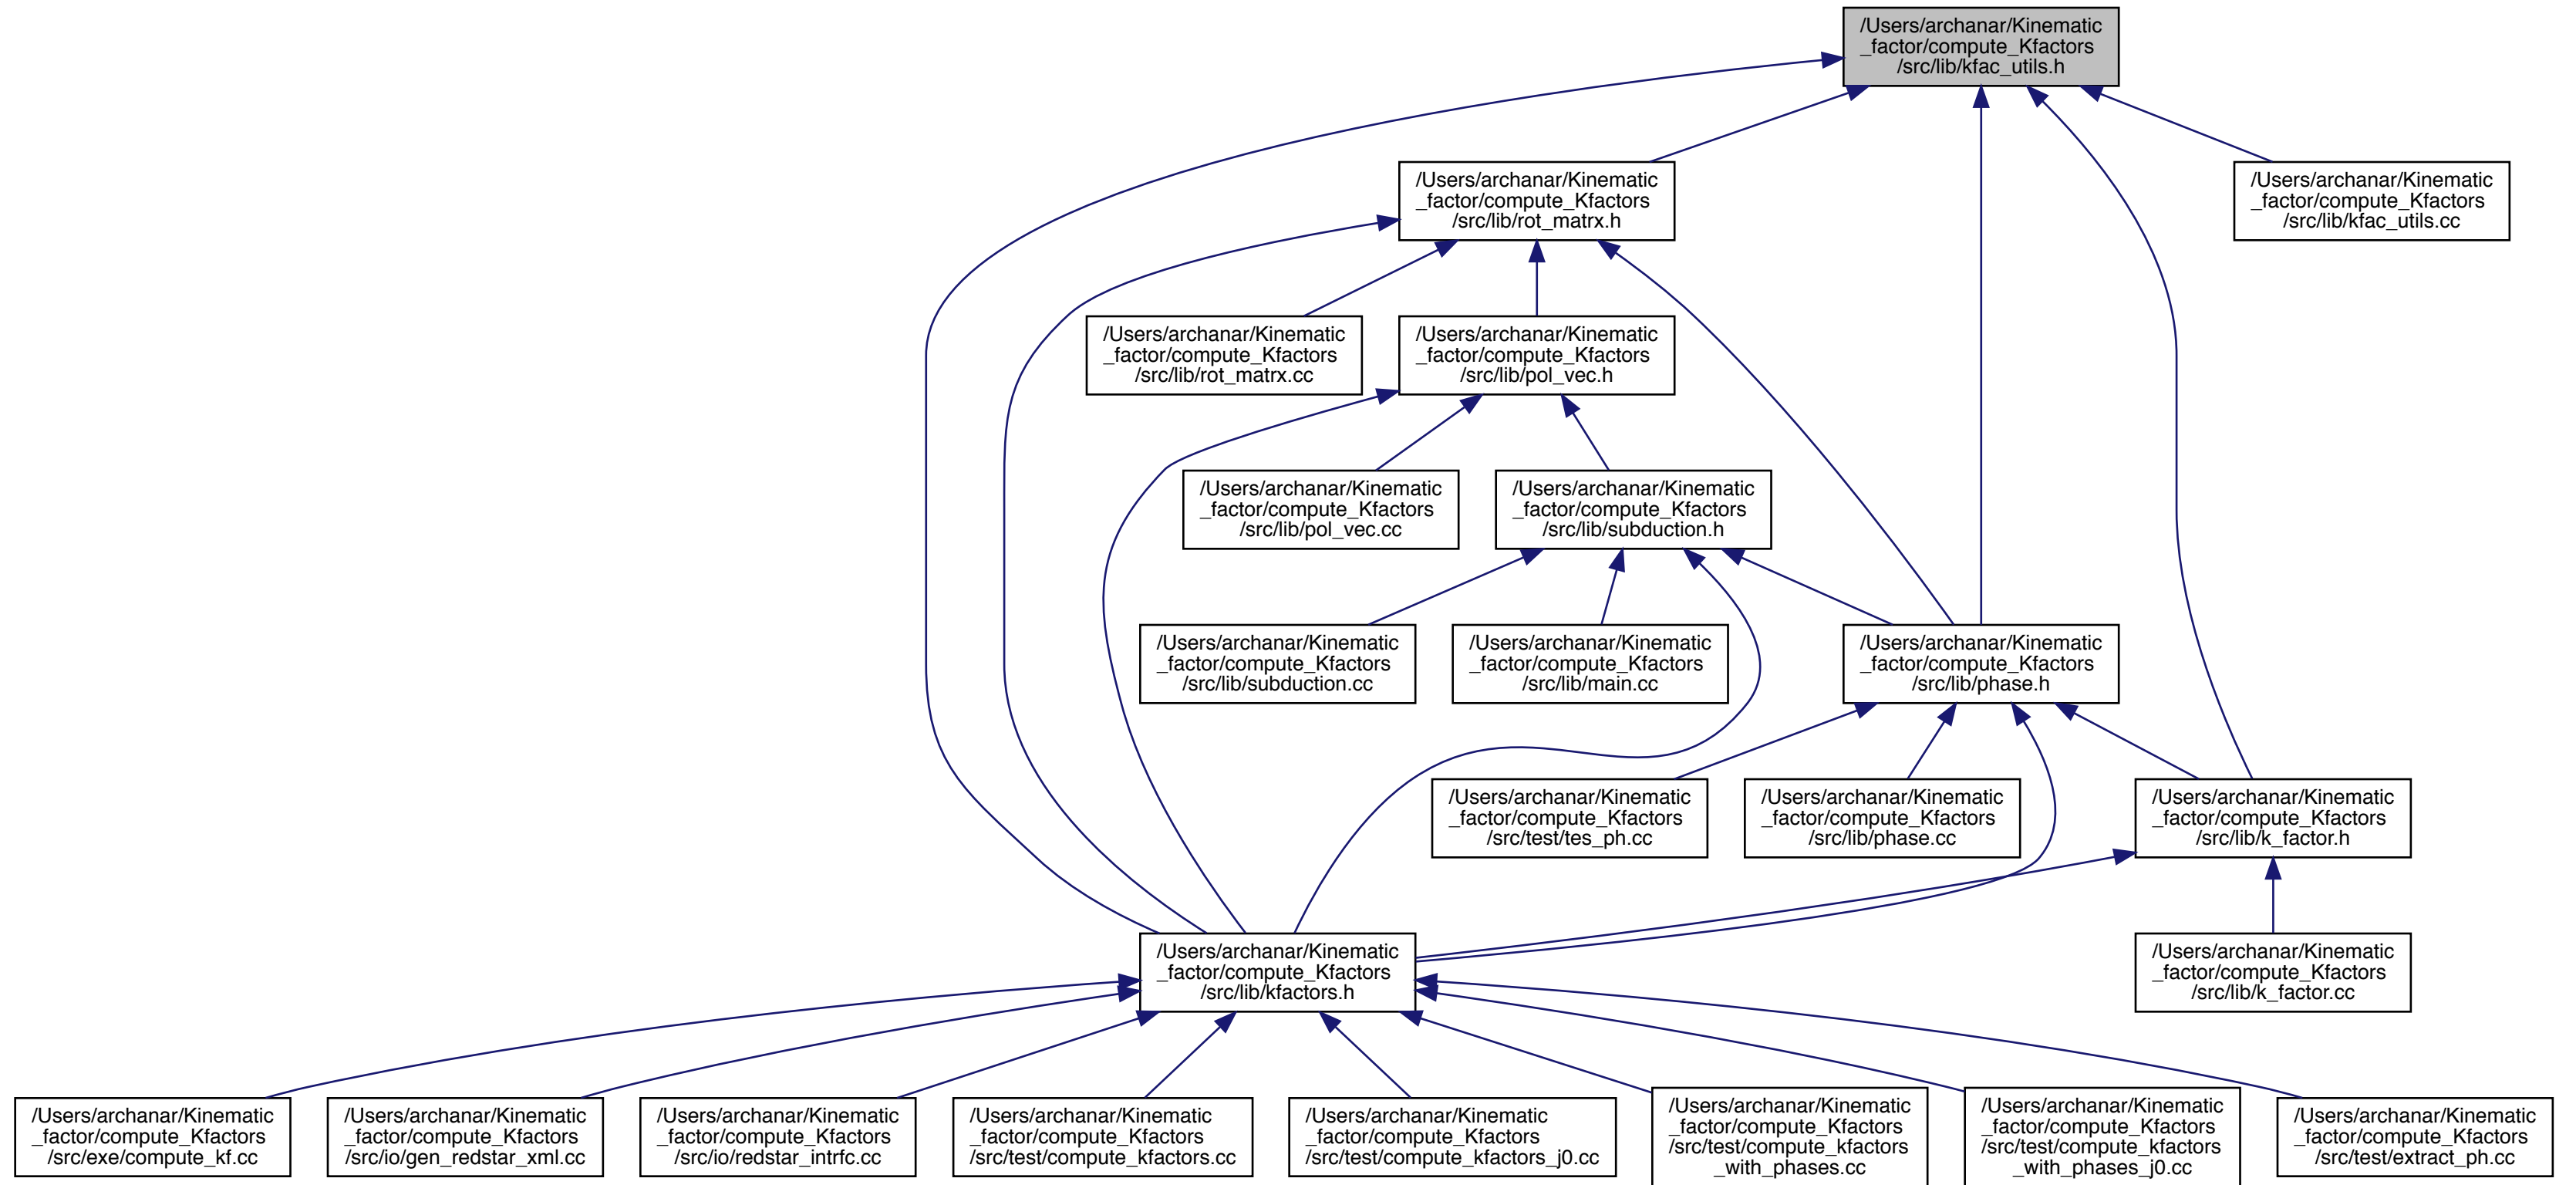 /Users/archanar/Kinematic
_factor/compute_Kfactors
/src/lib/kfac_utils.h
/Users/archanar/Kinematic
_factor/compute_Kfactors
/src/lib/rot_matrx.h
/Users/archanar/Kinematic
_factor/compute_Kfactors
/src/lib/kfac_utils.cc
/Users/archanar/Kinematic
_factor/compute_Kfactors
/src/lib/rot_matrx.cc
/Users/archanar/Kinematic
_factor/compute_Kfactors
/src/lib/pol_vec.h
/Users/archanar/Kinematic
_factor/compute_Kfactors
/src/lib/pol_vec.cc
/Users/archanar/Kinematic
_factor/compute_Kfactors
/src/lib/subduction.h
/Users/archanar/Kinematic
_factor/compute_Kfactors
/src/lib/subduction.cc
/Users/archanar/Kinematic
_factor/compute_Kfactors
/src/lib/main.cc
/Users/archanar/Kinematic
_factor/compute_Kfactors
/src/lib/phase.h
/Users/archanar/Kinematic
_factor/compute_Kfactors
/src/test/tes_ph.cc
/Users/archanar/Kinematic
_factor/compute_Kfactors
/src/lib/phase.cc
/Users/archanar/Kinematic
_factor/compute_Kfactors
/src/lib/k_factor.h
/Users/archanar/Kinematic
_factor/compute_Kfactors
/src/lib/kfactors.h
/Users/archanar/Kinematic
_factor/compute_Kfactors
/src/lib/k_factor.cc
/Users/archanar/Kinematic
_factor/compute_Kfactors
/src/exe/compute_kf.cc
/Users/archanar/Kinematic
_factor/compute_Kfactors
/src/io/gen_redstar_xml.cc
/Users/archanar/Kinematic
_factor/compute_Kfactors
/src/io/redstar_intrfc.cc
/Users/archanar/Kinematic
_factor/compute_Kfactors
/src/test/compute_kfactors.cc
/Users/archanar/Kinematic
_factor/compute_Kfactors
/src/test/compute_kfactors_j0.cc
/Users/archanar/Kinematic
_factor/compute_Kfactors
/src/test/compute_kfactors
_with_phases.cc
/Users/archanar/Kinematic
_factor/compute_Kfactors
/src/test/compute_kfactors
_with_phases_j0.cc
/Users/archanar/Kinematic
_factor/compute_Kfactors
/src/test/extract_ph.cc